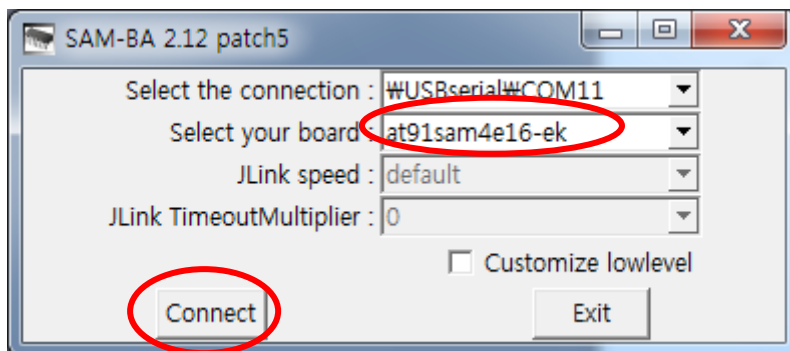 SAM-BA 2.12 patch5
Select the connection : ₩USBserial₩COM11
Select your board : at91sam4e16-ek
JLink speed : default
JLink TimeoutMultiplier : 0
Customize lowlevel
Connect Exit